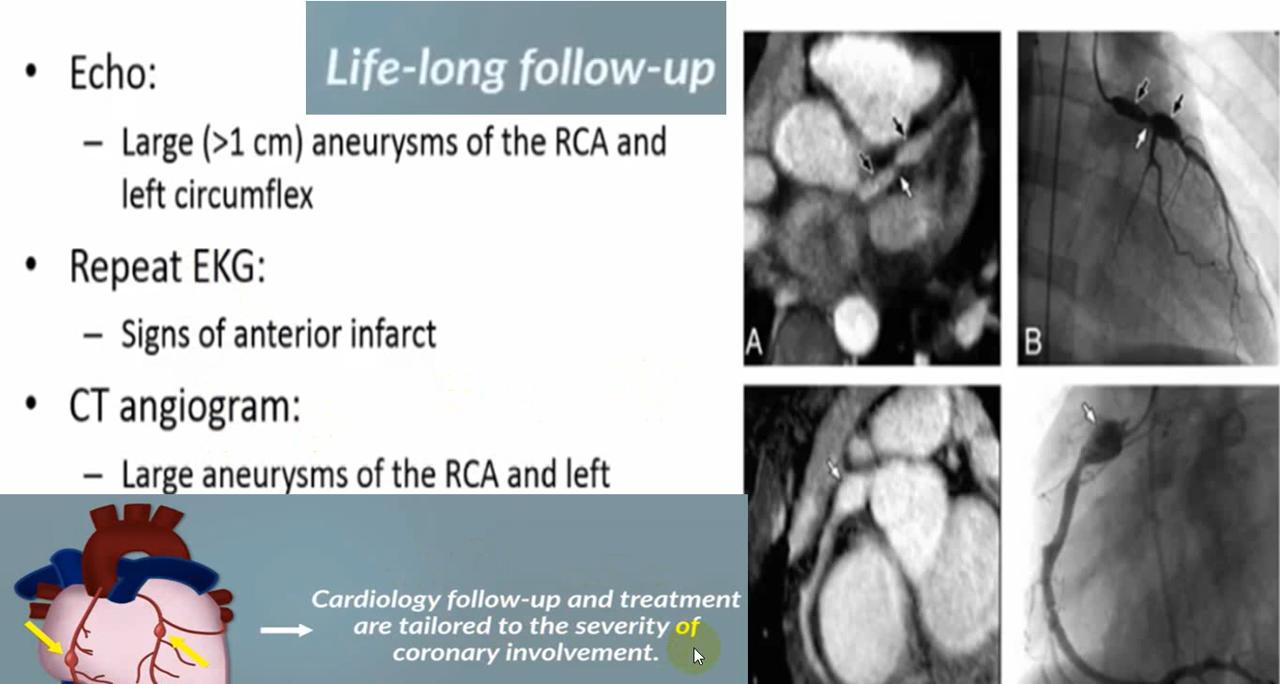 Life-long follow-up
• Echo:
– Large (>1 cm) aneurysms of the RCA and
left circumflex
• Repeat EKG:
– Signs of anterior infarct
• CT angiogram:
– Large aneurysms of the RCA and left
Cardiology follow-up and treatment
are tailored to the severity of
coronary involvement.
A
B